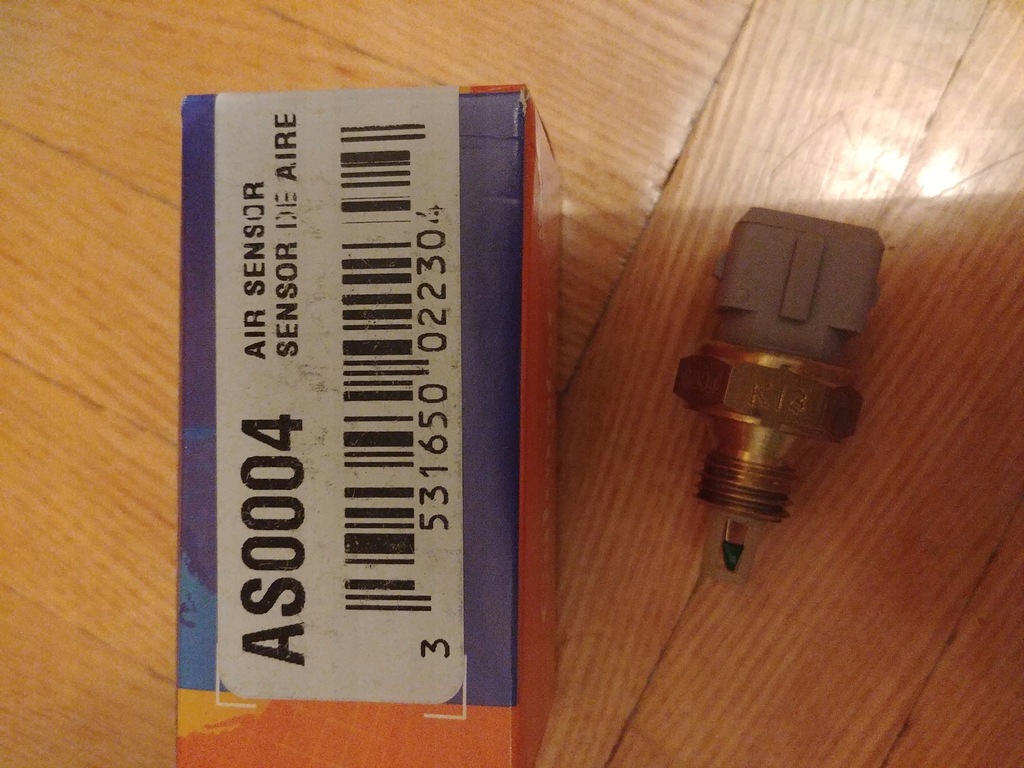 AIR SENSOR
SENSOR DE AIRE
AS0004
3 531650 022304